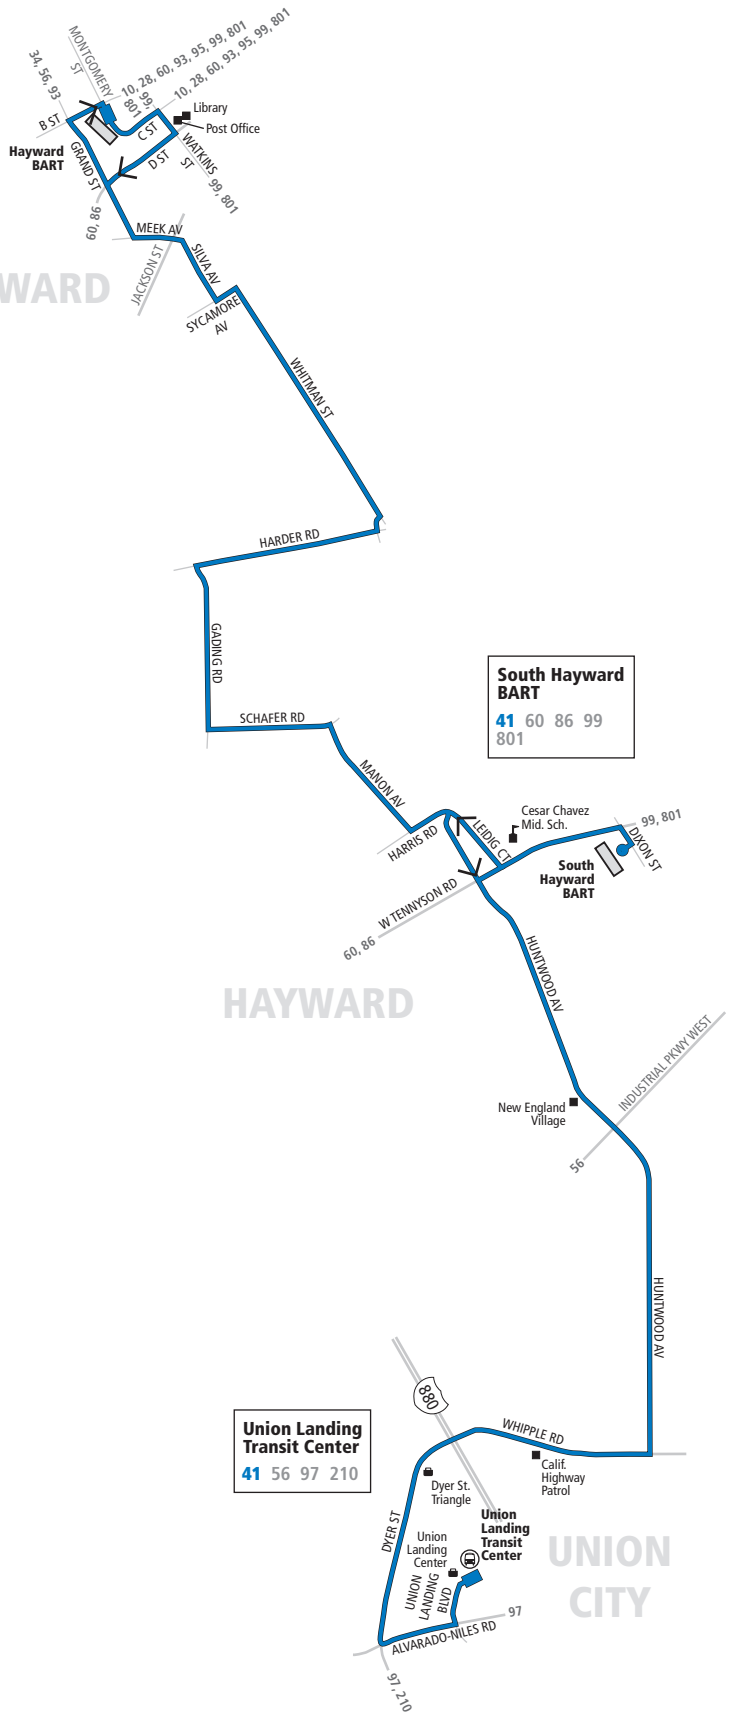 MONTGOMERY
ST
10, 28, 60, 93, 95, 99, 801
10, 28, 60, 93, 95, 99, 801
34, 56, 93
99,
801
Library
Post Office
B ST
C ST
D ST
WATKINS
ST
99, 801
Hayward
BART
GRAND ST
60, 86
MEEK AV
JACKSON ST
SILVA AV
WARD
SYCAMORE
AV
WHITMAN ST
HARDER RD
GADING RD
South Hayward
BART
41 60 86 99
801
SCHAFER RD
MANON AV
HARRIS RD
LEIDIG CT
Cesar Chavez
Mid. Sch.
99, 801
DIXON ST
South
Hayward
BART
W TENNYSON RD
60, 86
HUNTWOOD AV
HAYWARD
INDUSTRIAL PKWY WEST
New England
Village
56
HUNTWOOD AV
880
WHIPPLE RD
Union Landing
Transit Center
41 56 97 210
Calif.
Highway
Patrol
Dyer St.
Triangle
DYER ST
Union
Landing
Transit
Center
Union
Landing
Center
UNION
LANDING
BLVD
UNION
CITY
97
ALVARADO-NILES RD
97, 210